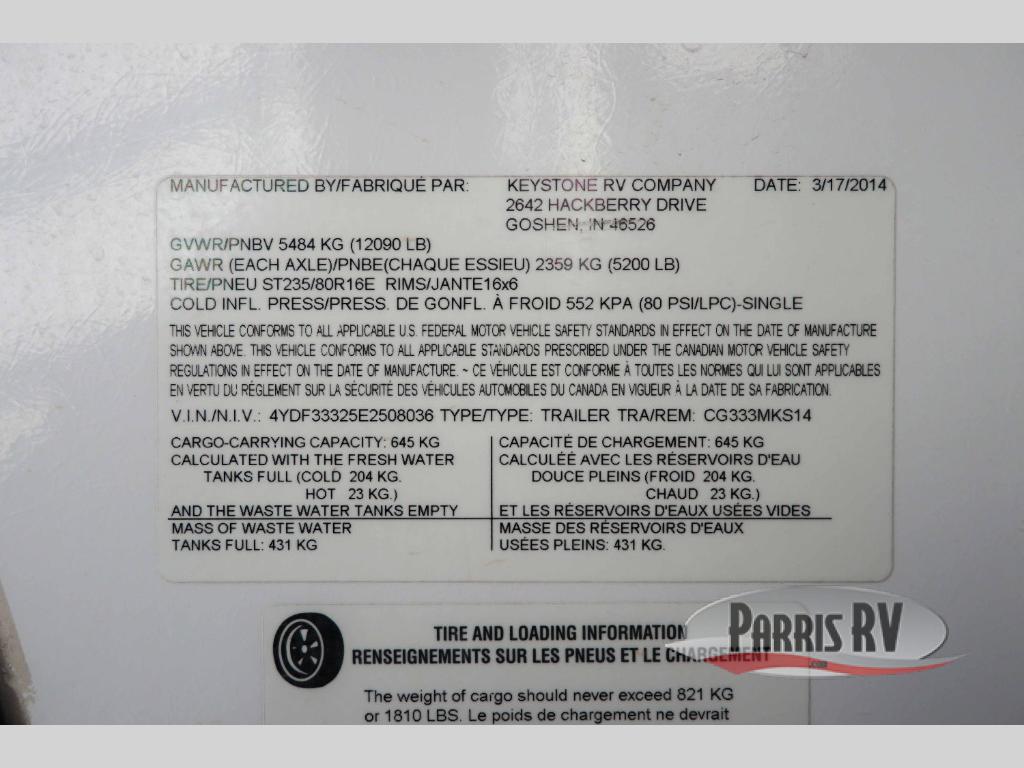 MANUFACTURED BY/FABRIQUÉ PAR: KEYSTONE RV COMPANY DATE: 3/17/2014
2642 HACKBERRY DRIVE
GOSHEN, IN 46526
GVWR/PNBV 5484 KG (12090 LB)
GAWR (EACH AXLE)/PNBE(CHAQUE ESSIEU) 2359 KG (5200 LB)
TIRE/PNEU ST235/80R16E RIMS/JANTE16x6
COLD INFL. PRESS/PRESS. DE GONFL. À FROID 552 KPA (80 PSI/LPC)-SINGLE
THIS VEHICLE CONFORMS TO ALL APPLICABLE U.S. FEDERAL MOTOR VEHICLE SAFETY STANDARDS IN EFFECT ON THE DATE OF MANUFACTURE
SHOWN ABOVE. THIS VEHICLE CONFORMS TO ALL APPLICABLE STANDARDS PRESCRIBED UNDER THE CANADIAN MOTOR VEHICLE SAFETY
REGULATIONS IN EFFECT ON THE DATE OF MANUFACTURE. ~ CE VÉHICULE EST CONFORME À TOUTES LES NORMES QUI LUI SONT APPLICABLES
EN VERTU DU RÉGLEMENT SUR LA SÉCURITÉ DES VÉHICULES AUTOMOBILES DU CANADA EN VIGUEUR À LA DATE DE SA FABRICATION.
V.I.N./N.I.V.: 4YDF33325E2508036 TYPE/TYPE: TRAILER TRA/REM: CG333MKS14
CARGO-CARRYING CAPACITY: 645 KG
CALCULATED WITH THE FRESH WATER
TANKS FULL (COLD 204 KG.
HOT 23 KG.)
AND THE WASTE WATER TANKS EMPTY
MASS OF WASTE WATER
TANKS FULL: 431 KG
CAPACITÉ DE CHARGEMENT: 645 KG
CALCULÉE AVEC LES RÉSERVOIRS D'EAU
DOUCE PLEINS (FROID 204 KG.
CHAUD 23 KG.)
ET LES RÉSERVOIRS D'EAUX USÉES VIDES
MASSE DES RÉSERVOIRS D'EAUX
USÉES PLEINS: 431 KG.
TIRE AND LOADING INFORMATION
RENSEIGNEMENTS SUR LES PNEUS ET LE CHARGEMENT
The weight of cargo should never exceed 821 KG
or 1810 LBS. Le poids de chargement ne devrait
PARRIS RV
.com